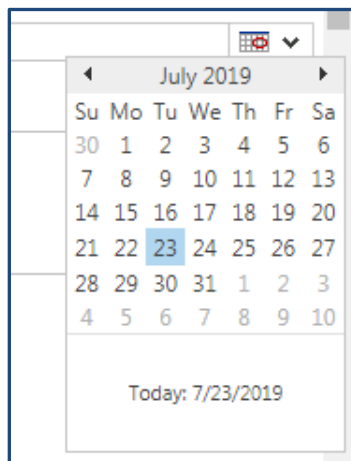 July 2019
Su Mo Tu We Th Fr Sa
30 1 2 3 4 5 6
7 8 9 10 11 12 13
14 15 16 17 18 19 20
21 22 23 24 25 26 27
28 29 30 31 1 2 3
4 5 6 7 8 9 10
Today: 7/23/2019